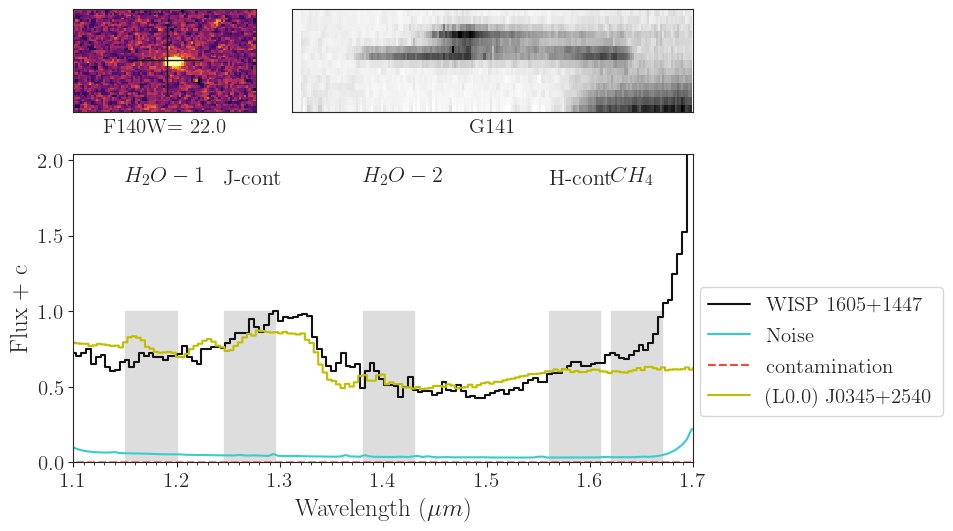 F140W= 22.0
G141
H₂O − 1
J-cont
H₂O − 2
H-cont
CH₄
2.0
1.5
1.0
0.5
0.0
Flux + c
1.1
1.2
1.3
1.4
1.5
1.6
1.7
Wavelength (μm)
WISP 1605+1447
Noise
contamination
(L0.0) J0345+2540